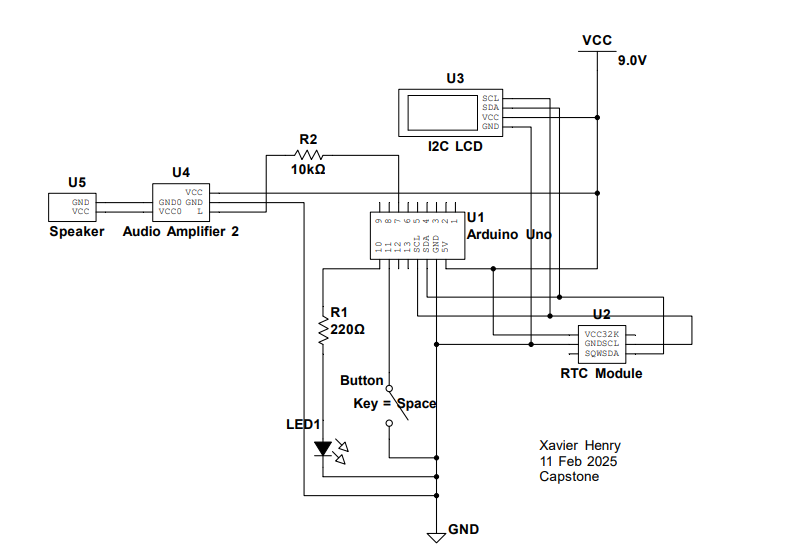 VCC
9.0V
U3
SCL
SDA
VCC
GND
I2C LCD
R2
10kΩ
U4
VCC
GND0 GND
VCC0 L
Audio Amplifier 2
U5
GND
VCC
Speaker
9 8 7 6 5 4 3 2 1
U1
Arduino Uno
10 11 12 13 SCL SDA GND 5V
R1
220Ω
U2
VCC32K
GNDSCL
SQWSDA
RTC Module
Button
Key = Space
LED1
Xavier Henry
11 Feb 2025
Capstone
GND